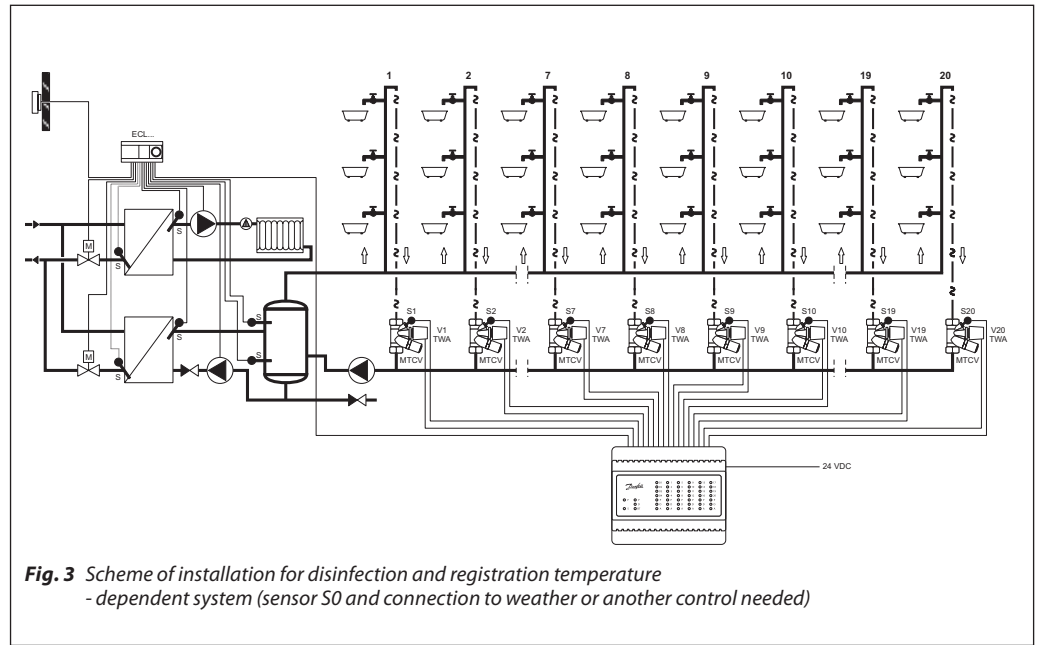 1 2 7 8 9 10 19 20
ECL...
S
M
S
S
S
M
S
S
S1 S2 S7 S8 S9 S10 S19 S20
V1 V2 V7 V8 V9 V10 V19 V20
TWA TWA TWA TWA TWA TWA TWA TWA
MTCV MTCV MTCV MTCV MTCV MTCV MTCV MTCV
24 VDC
Danfoss
Fig. 3 Scheme of installation for disinfection and registration temperature
- dependent system (sensor S0 and connection to weather or another control needed)